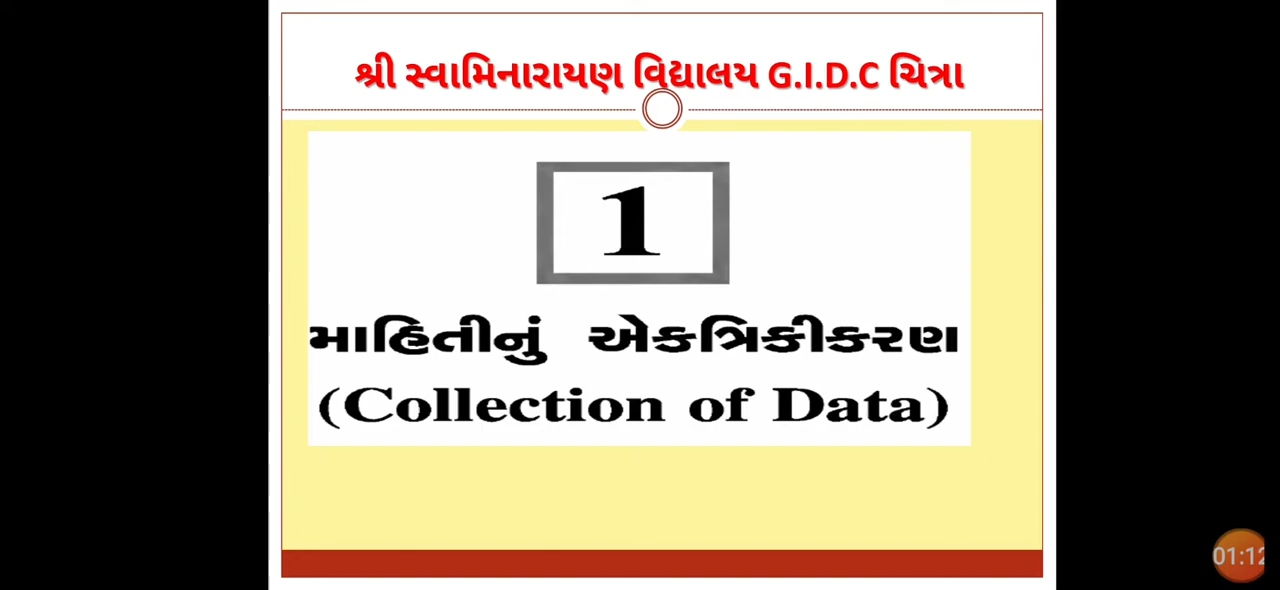 શ્રી સ્વામિનારાયણ વિદ્યાલય G.I.D.C ચિત્રા
1
માહિતીનું એકત્રિકીકરણ
(Collection of Data)
01:12